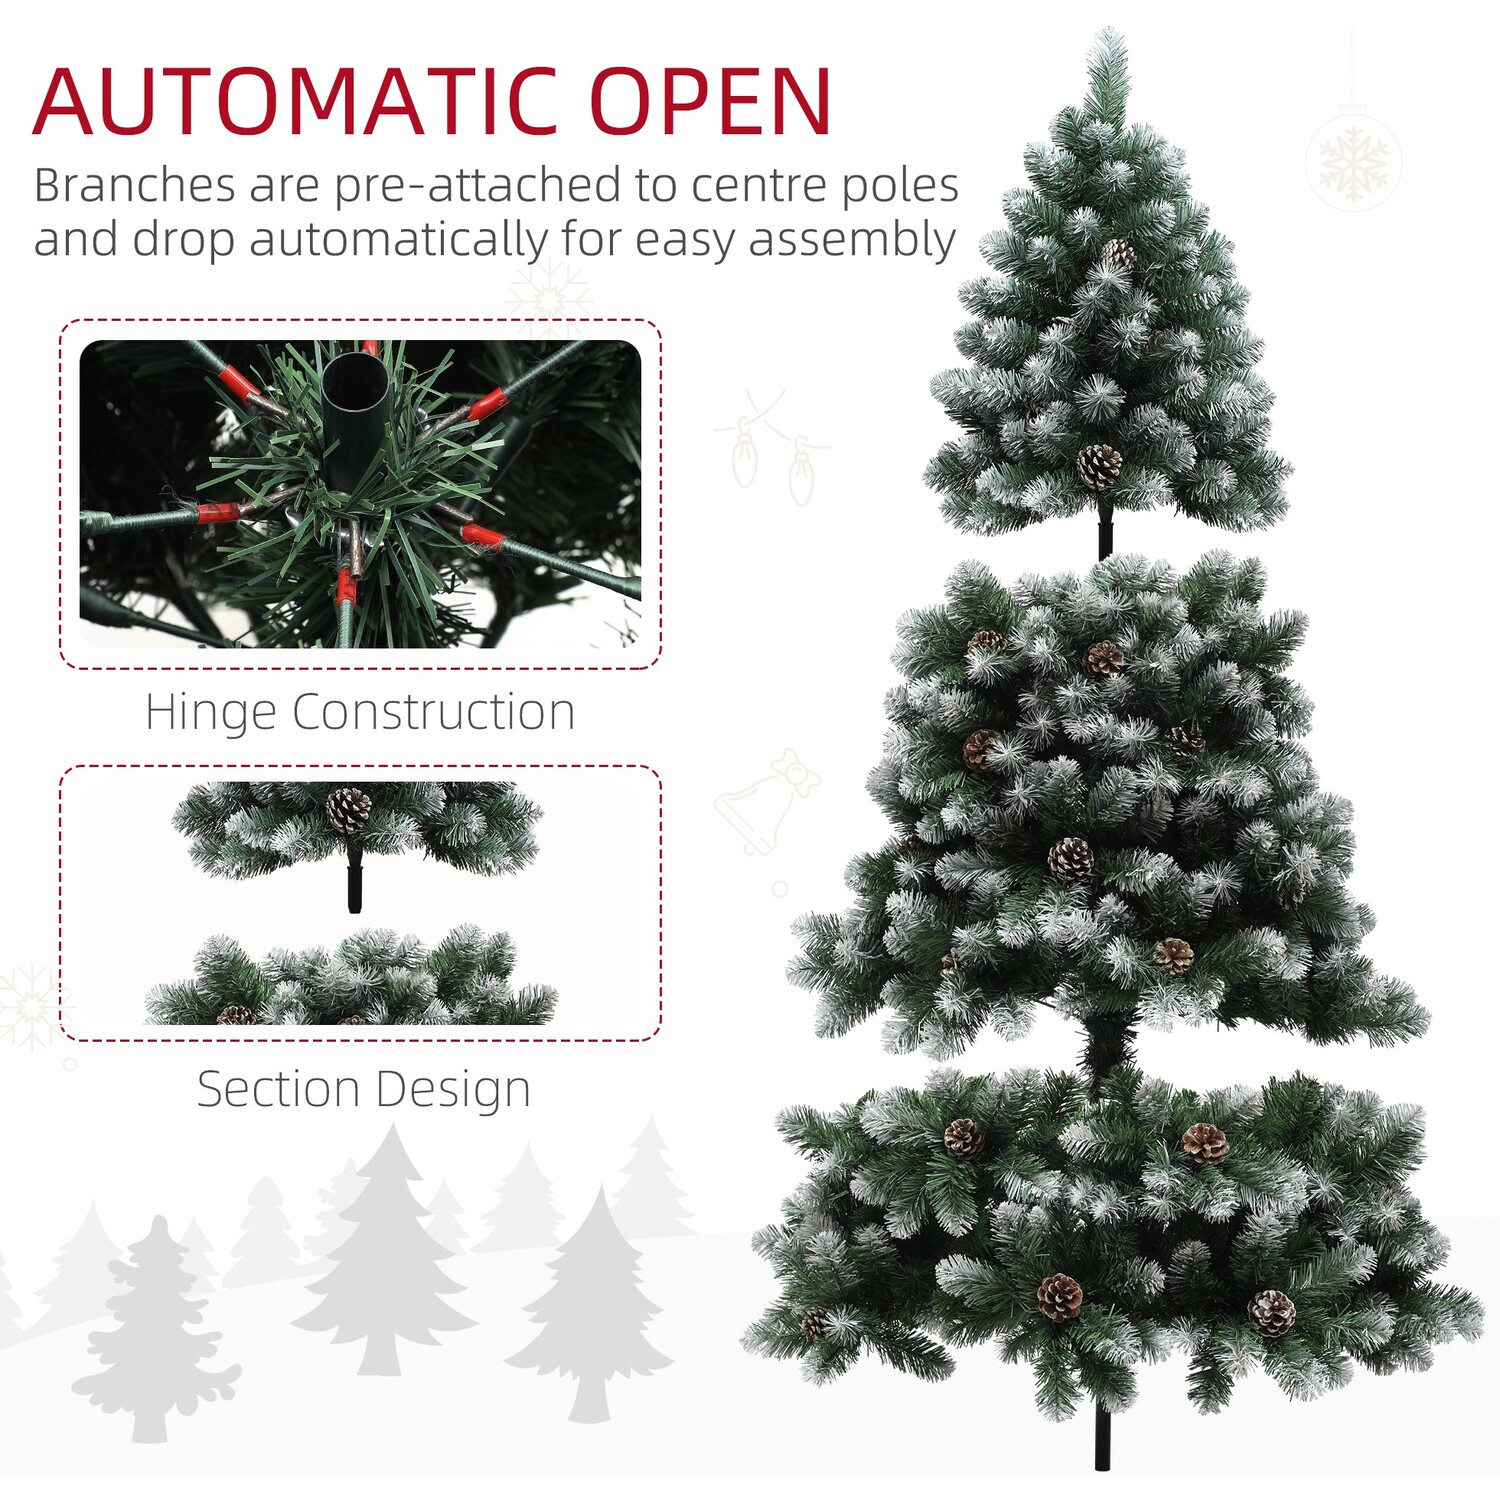 AUTOMATIC OPEN
Branches are pre-attached to centre poles
and drop automatically for easy assembly
Hinge Construction
Section Design